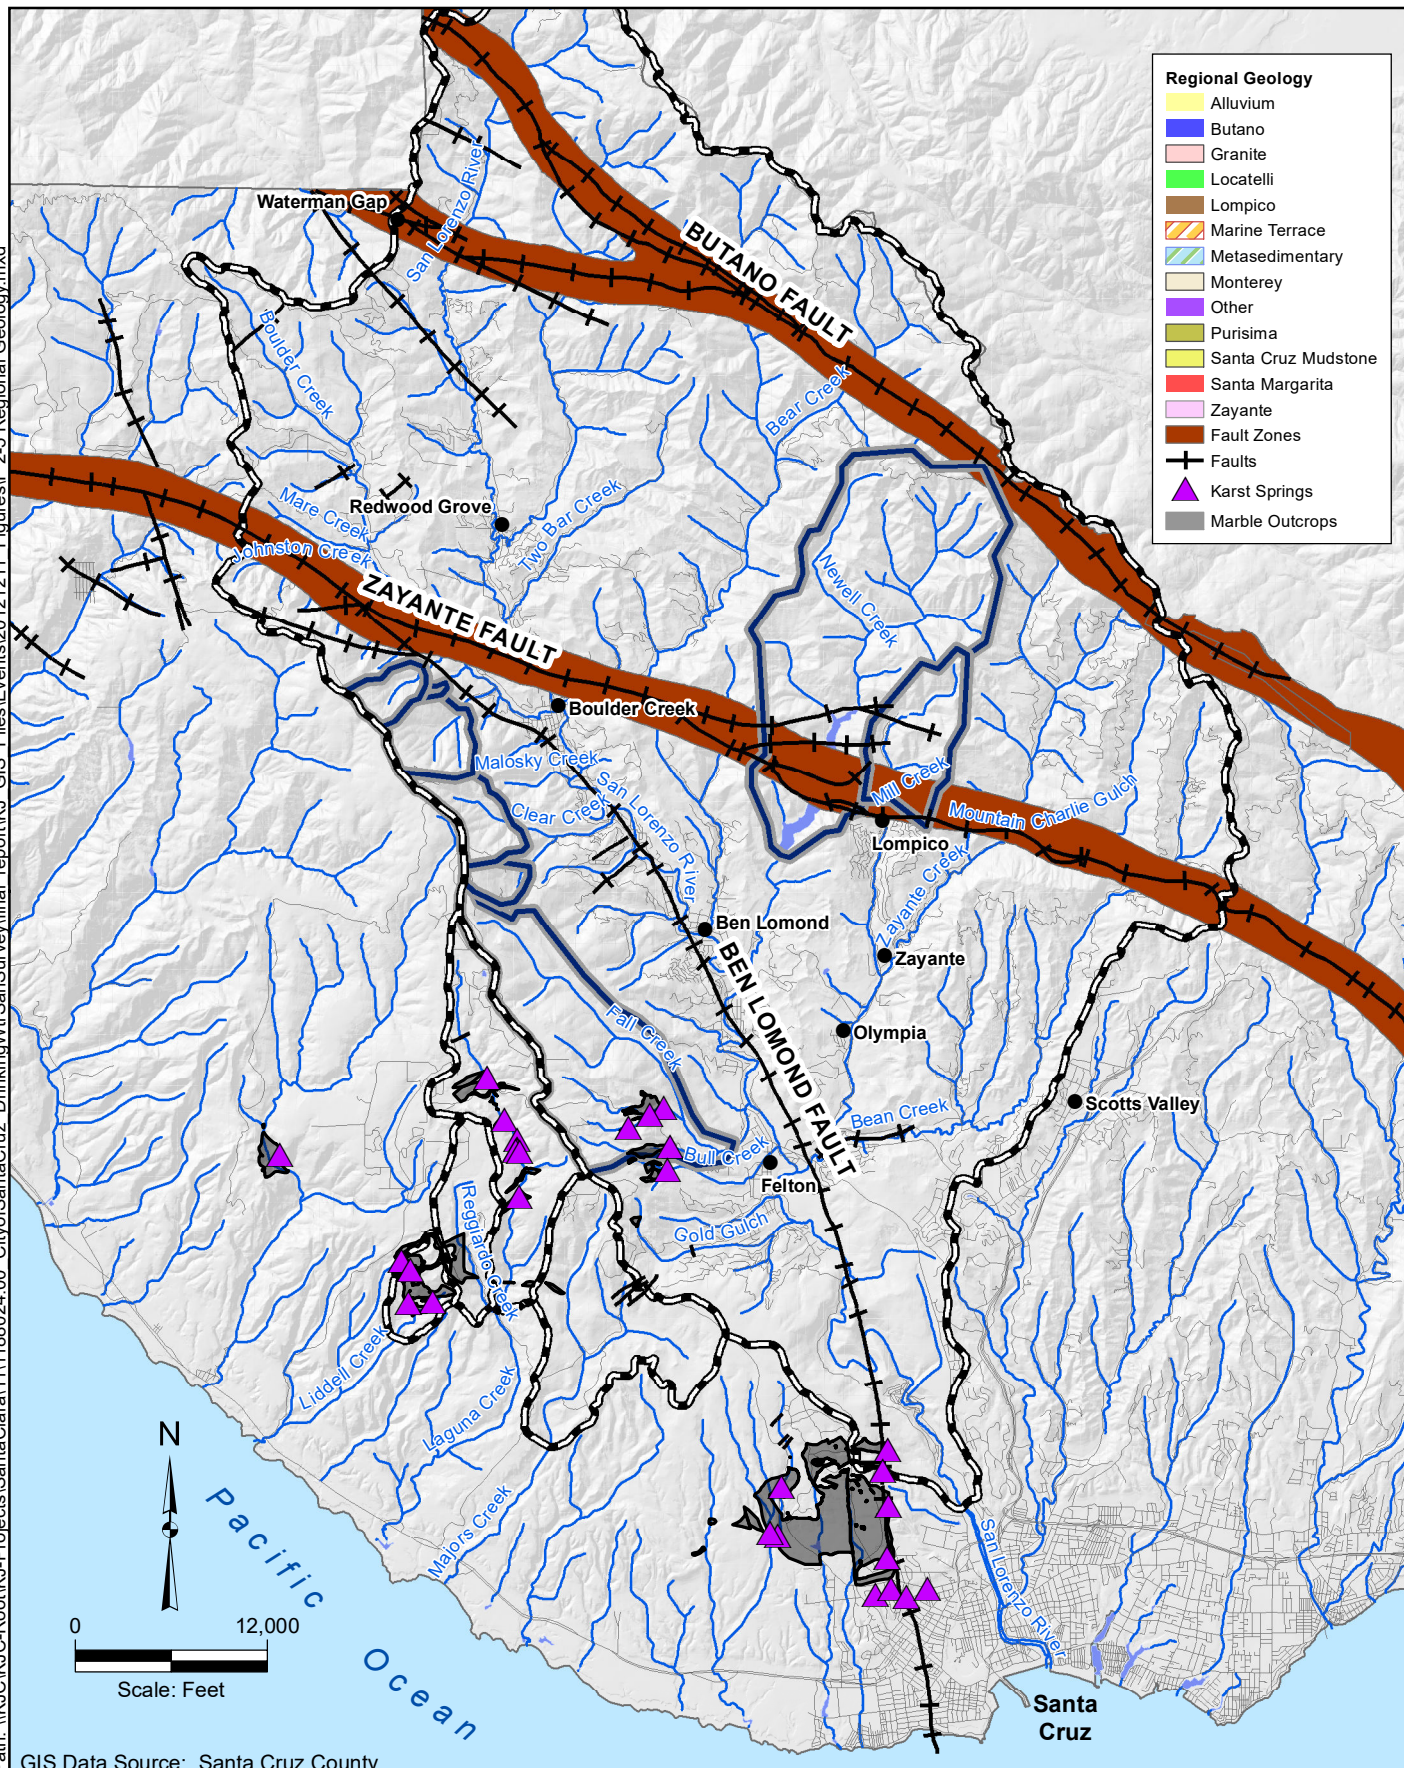 Regional Geology
Alluvium
Butano
Granite
Locatelli
Lompico
Marine Terrace
Metasedimentary
Monterey
Other
Purisima
Santa Cruz Mudstone
Santa Margarita
Zayante
Fault Zones
Faults
Karst Springs
Marble Outcrops
Waterman Gap
San Lorenzo River
BUTANO FAULT
Boulder Creek
Bear Creek
Redwood Grove
Mare Creek
Two Bar Creek
Johnston Creek
ZAYANTE FAULT
Newell Creek
Boulder Creek
Malosky Creek
San Lorenzo River
Clear Creek
Mill Creek
Mountain Charlie Gulch
Lompico
Zayante Creek
Ben Lomond
Zayante
BEN LOMOND FAULT
Fall Creek
Olympia
Bean Creek
Scotts Valley
Bull Creek
Felton
Reggiardo Creek
Gold Gulch
Liddell Creek
Laguna Creek
Majors Creek
San Lorenzo River
N
Pacific
Ocean
0 12,000
Scale: Feet
Santa
Cruz
GIS Data Source: Santa Cruz County